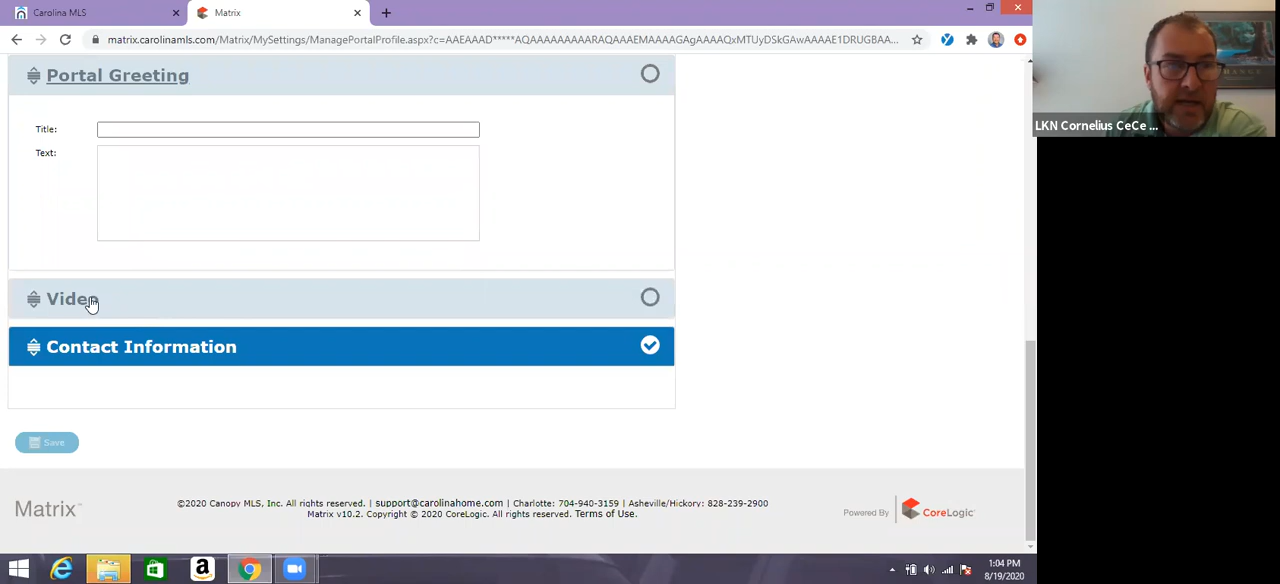 Carolina MLS
Matrix
matrix.carolinamls.com/Matrix/MySettings/ManagePortalProfile.aspx?c=AAEAAAD*****AQAAAAAAAAARAQAAAEMAAAAGAgAAAAQxMTUyDSkGAwAAAAE1DRUGBAA...
LKN Cornelius CeCe ...
Portal Greeting
Title:
Text:
Video
Contact Information
Save
Matrix
©2020 Canopy MLS, Inc. All rights reserved. | support@carolinahome.com | Charlotte: 704-940-3159 | Asheville/Hickory: 828-239-2900
Matrix v10.2. Copyright © 2020 CoreLogic. All rights reserved. Terms of Use.
Powered By
CoreLogic
1:04 PM
8/19/2020